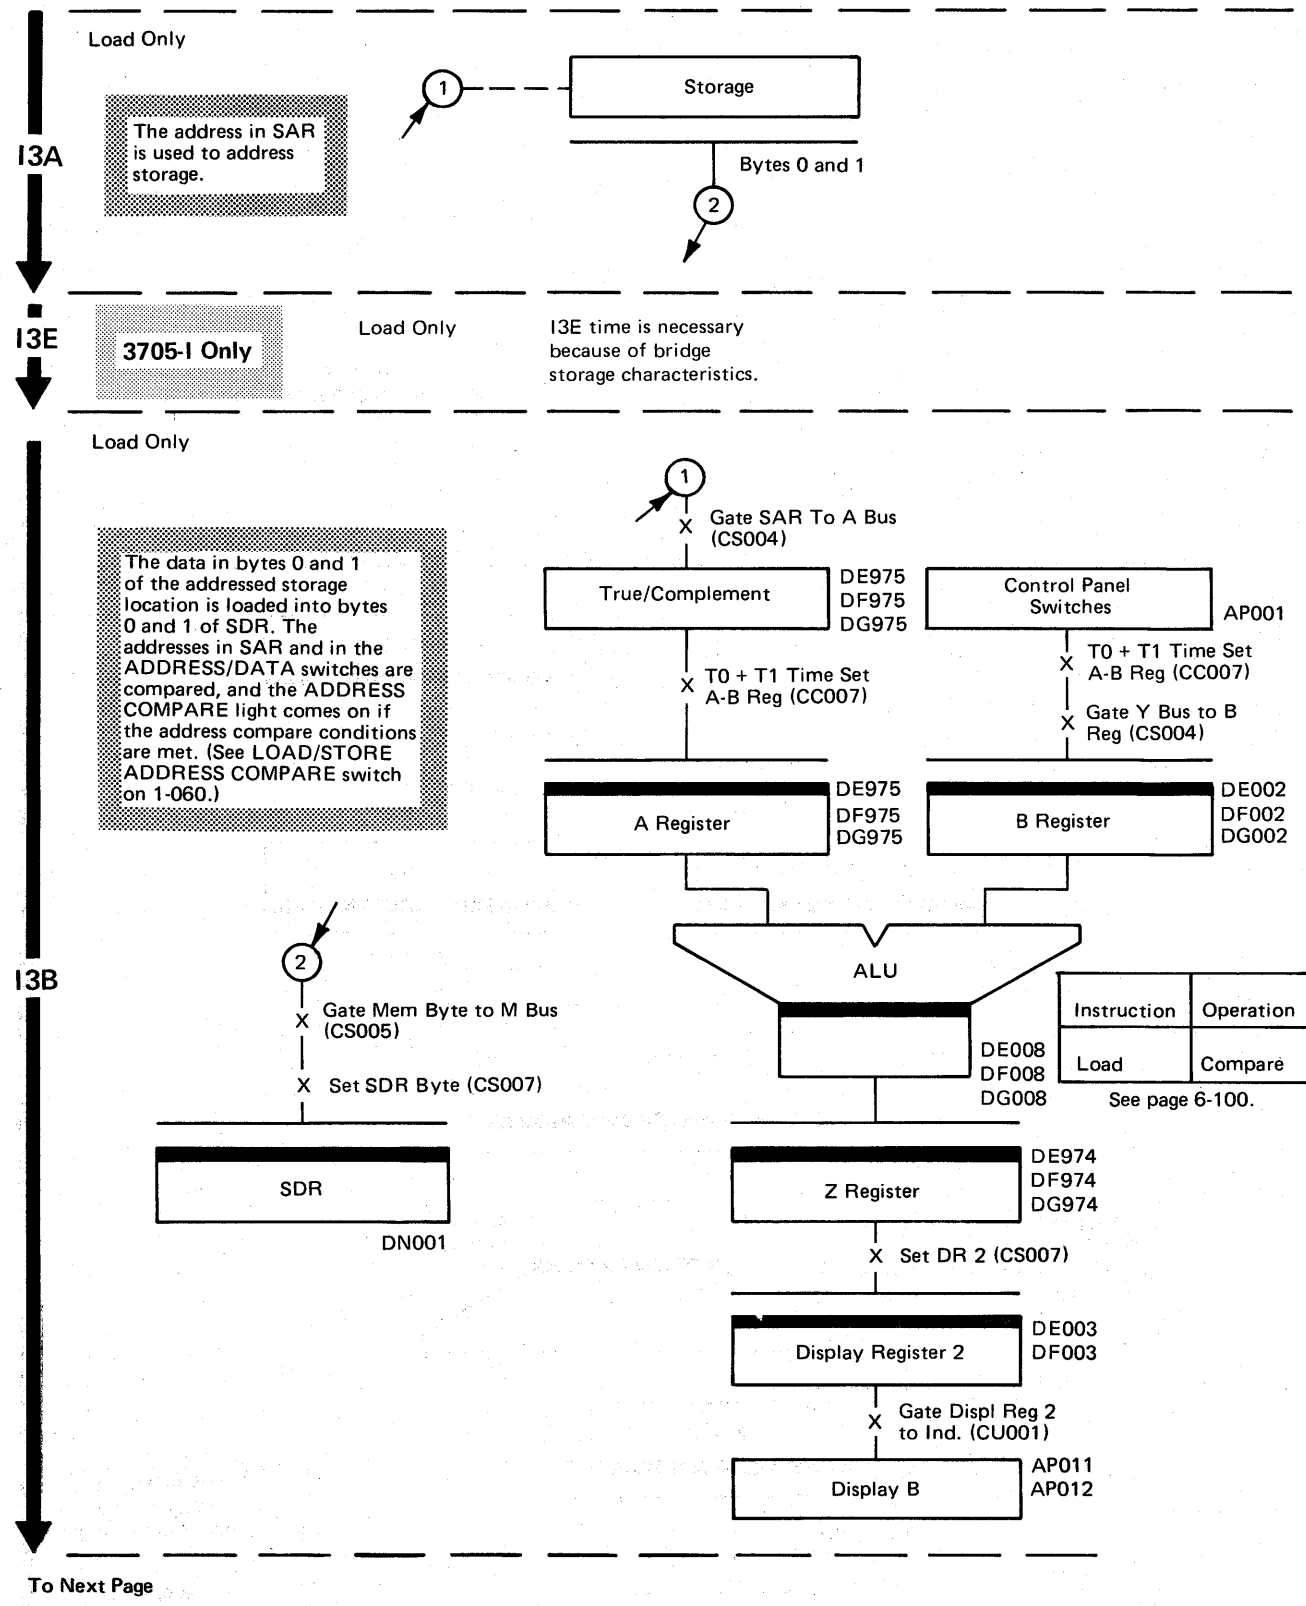 Load Only
1
Storage
The address in SAR
is used to address
storage.
I3A
Bytes 0 and 1
2
I3E
3705-I Only
Load Only
I3E time is necessary
because of bridge
storage characteristics.
Load Only
1
X Gate SAR To A Bus
(CS004)
The data in bytes 0 and 1
of the addressed storage
location is loaded into bytes
0 and 1 of SDR. The
addresses in SAR and in the
ADDRESS/DATA switches are
compared, and the ADDRESS
COMPARE light comes on if
the address compare conditions
are met. (See LOAD/STORE
ADDRESS COMPARE switch
on 1-060.)
True/Complement
DE975
DF975
DG975
Control Panel
Switches
AP001
X T0 + T1 Time Set
A-B Reg (CC007)
X T0 + T1 Time Set
A-B Reg (CC007)
X Gate Y Bus to B
Reg (CS004)
A Register
DE975
DF975
DG975
B Register
DE002
DF002
DG002
I3B
2
X Gate Mem Byte to M Bus
(CS005)
X Set SDR Byte (CS007)
ALU
DE008
DF008
DG008
Instruction Operation
Load Compare
See page 6-100.
SDR
DN001
Z Register
DE974
DF974
DG974
X Set DR 2 (CS007)
Display Register 2
DE003
DF003
X Gate Displ Reg 2
to Ind. (CU001)
Display B
AP011
AP012
To Next Page